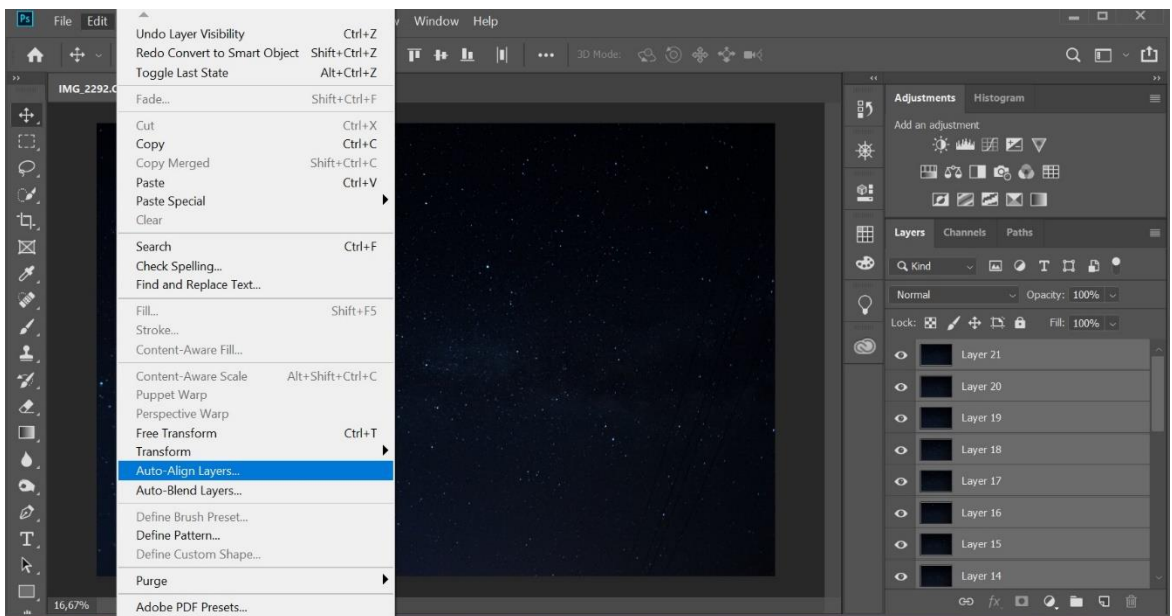 Ps File Edit Window Help
Undo Layer Visibility Ctrl+Z
Redo Convert to Smart Object Shift+Ctrl+Z
Toggle Last State Alt+Ctrl+Z
Fade... Shift+Ctrl+F
Cut Ctrl+X
Copy Ctrl+C
Copy Merged Shift+Ctrl+C
Paste Ctrl+V
Paste Special
Clear
Search Ctrl+F
Check Spelling...
Find and Replace Text...
Fill... Shift+F5
Stroke...
Content-Aware Fill...
Content-Aware Scale Alt+Shift+Ctrl+C
Puppet Warp
Perspective Warp
Free Transform Ctrl+T
Transform
Auto-Align Layers...
Auto-Blend Layers...
Define Brush Preset...
Define Pattern...
Define Custom Shape...
Purge
Adobe PDF Presets...
3D Mode:
IMG_2292.C
16,67%
Adjustments Histogram
Add an adjustment
Layers Channels Paths
Kind
Normal Opacity: 100%
Lock: Fill: 100%
Layer 21
Layer 20
Layer 19
Layer 18
Layer 17
Layer 16
Layer 15
Layer 14
fx